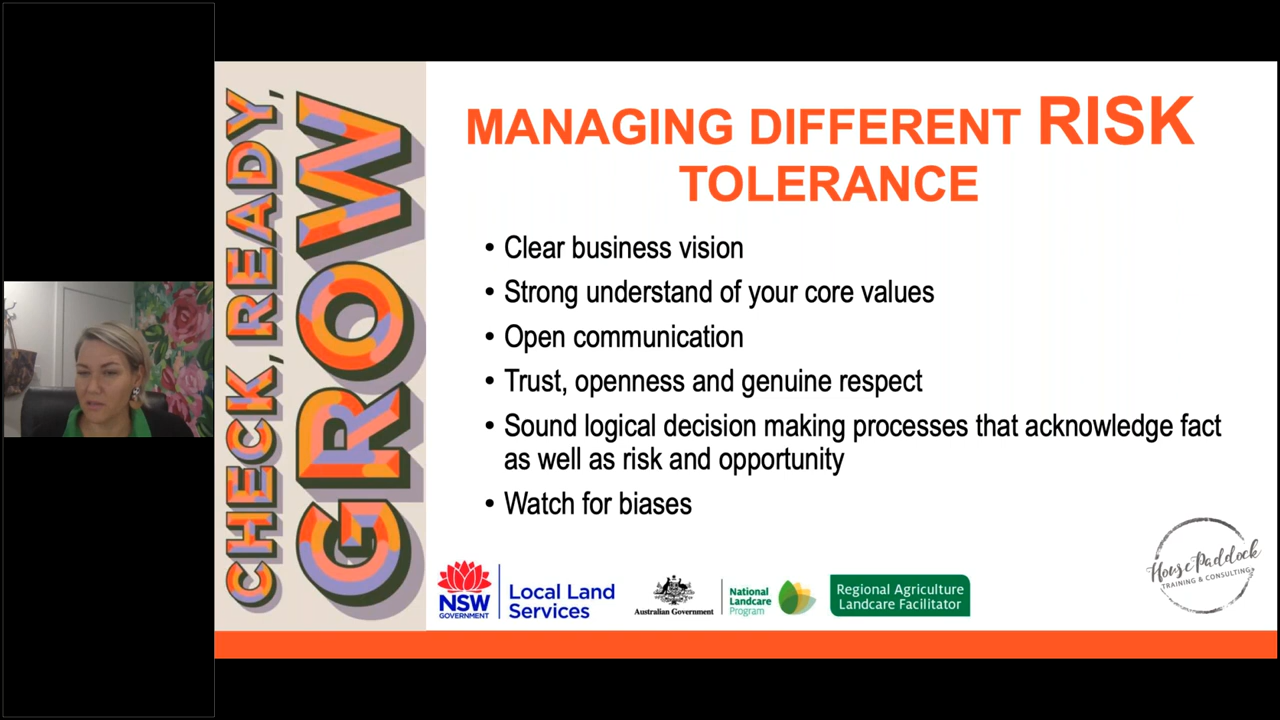 CHECK, READY,
GROW
MANAGING DIFFERENT RISK
TOLERANCE
• Clear business vision
• Strong understand of your core values
• Open communication
• Trust, openness and genuine respect
• Sound logical decision making processes that acknowledge fact
as well as risk and opportunity
• Watch for biases
NSW
GOVERNMENT
Local Land
Services
Australian Government
National
Landcare
Program
Regional Agriculture
Landcare Facilitator
House Paddock
TRAINING & CONSULTING